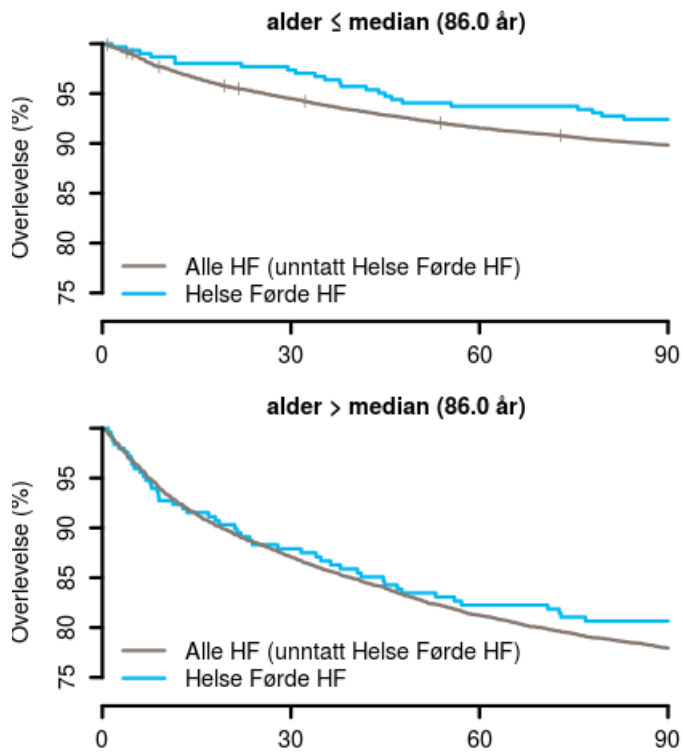 alder ≤ median (86.0 år)
Overlevelse (%)
95
90
85
80
75
Alle HF (unntatt Helse Førde HF)
Helse Førde HF
0 30 60 90
alder > median (86.0 år)
Overlevelse (%)
95
90
85
80
75
Alle HF (unntatt Helse Førde HF)
Helse Førde HF
0 30 60 90